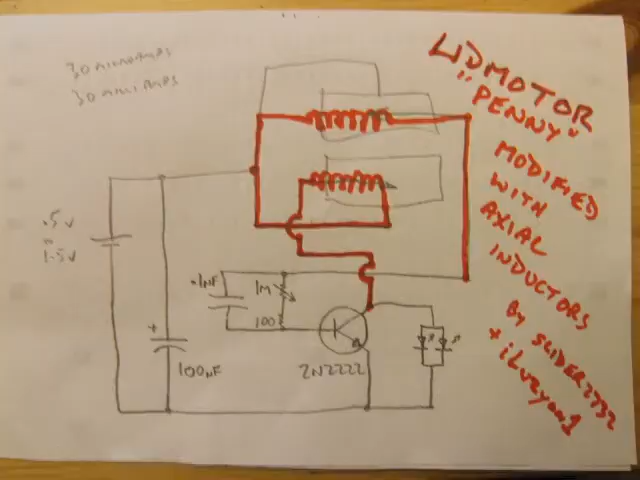 30 microamps
30 milliamps
LIDMOTOR
"PENNY"
MODIFIED
WITH
AXIAL
INDUCTORS
BY SLIDER2732
+ iLuvyou1
.5V
1.5V
.1nF
1M
100
+
100nF
2N2222